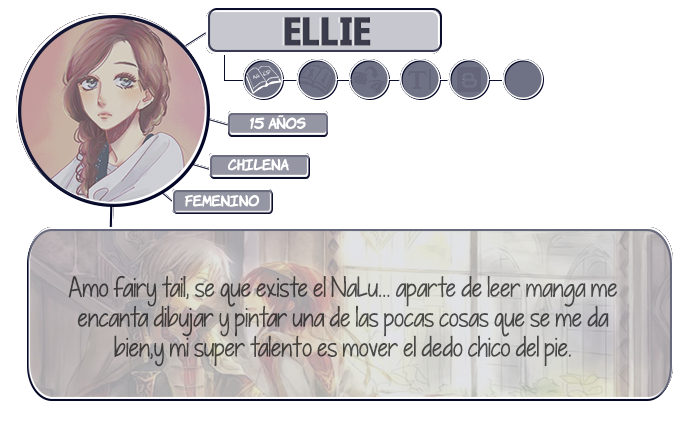 ELLIE
15 AÑOS
CHILENA
FEMENINO
Amo fairy tail, se que existe el NaLu... aparte de leer manga me
encanta dibujar y pintar una de las pocas cosas que se me da
bien,y mi super talento es mover el dedo chico del pie.